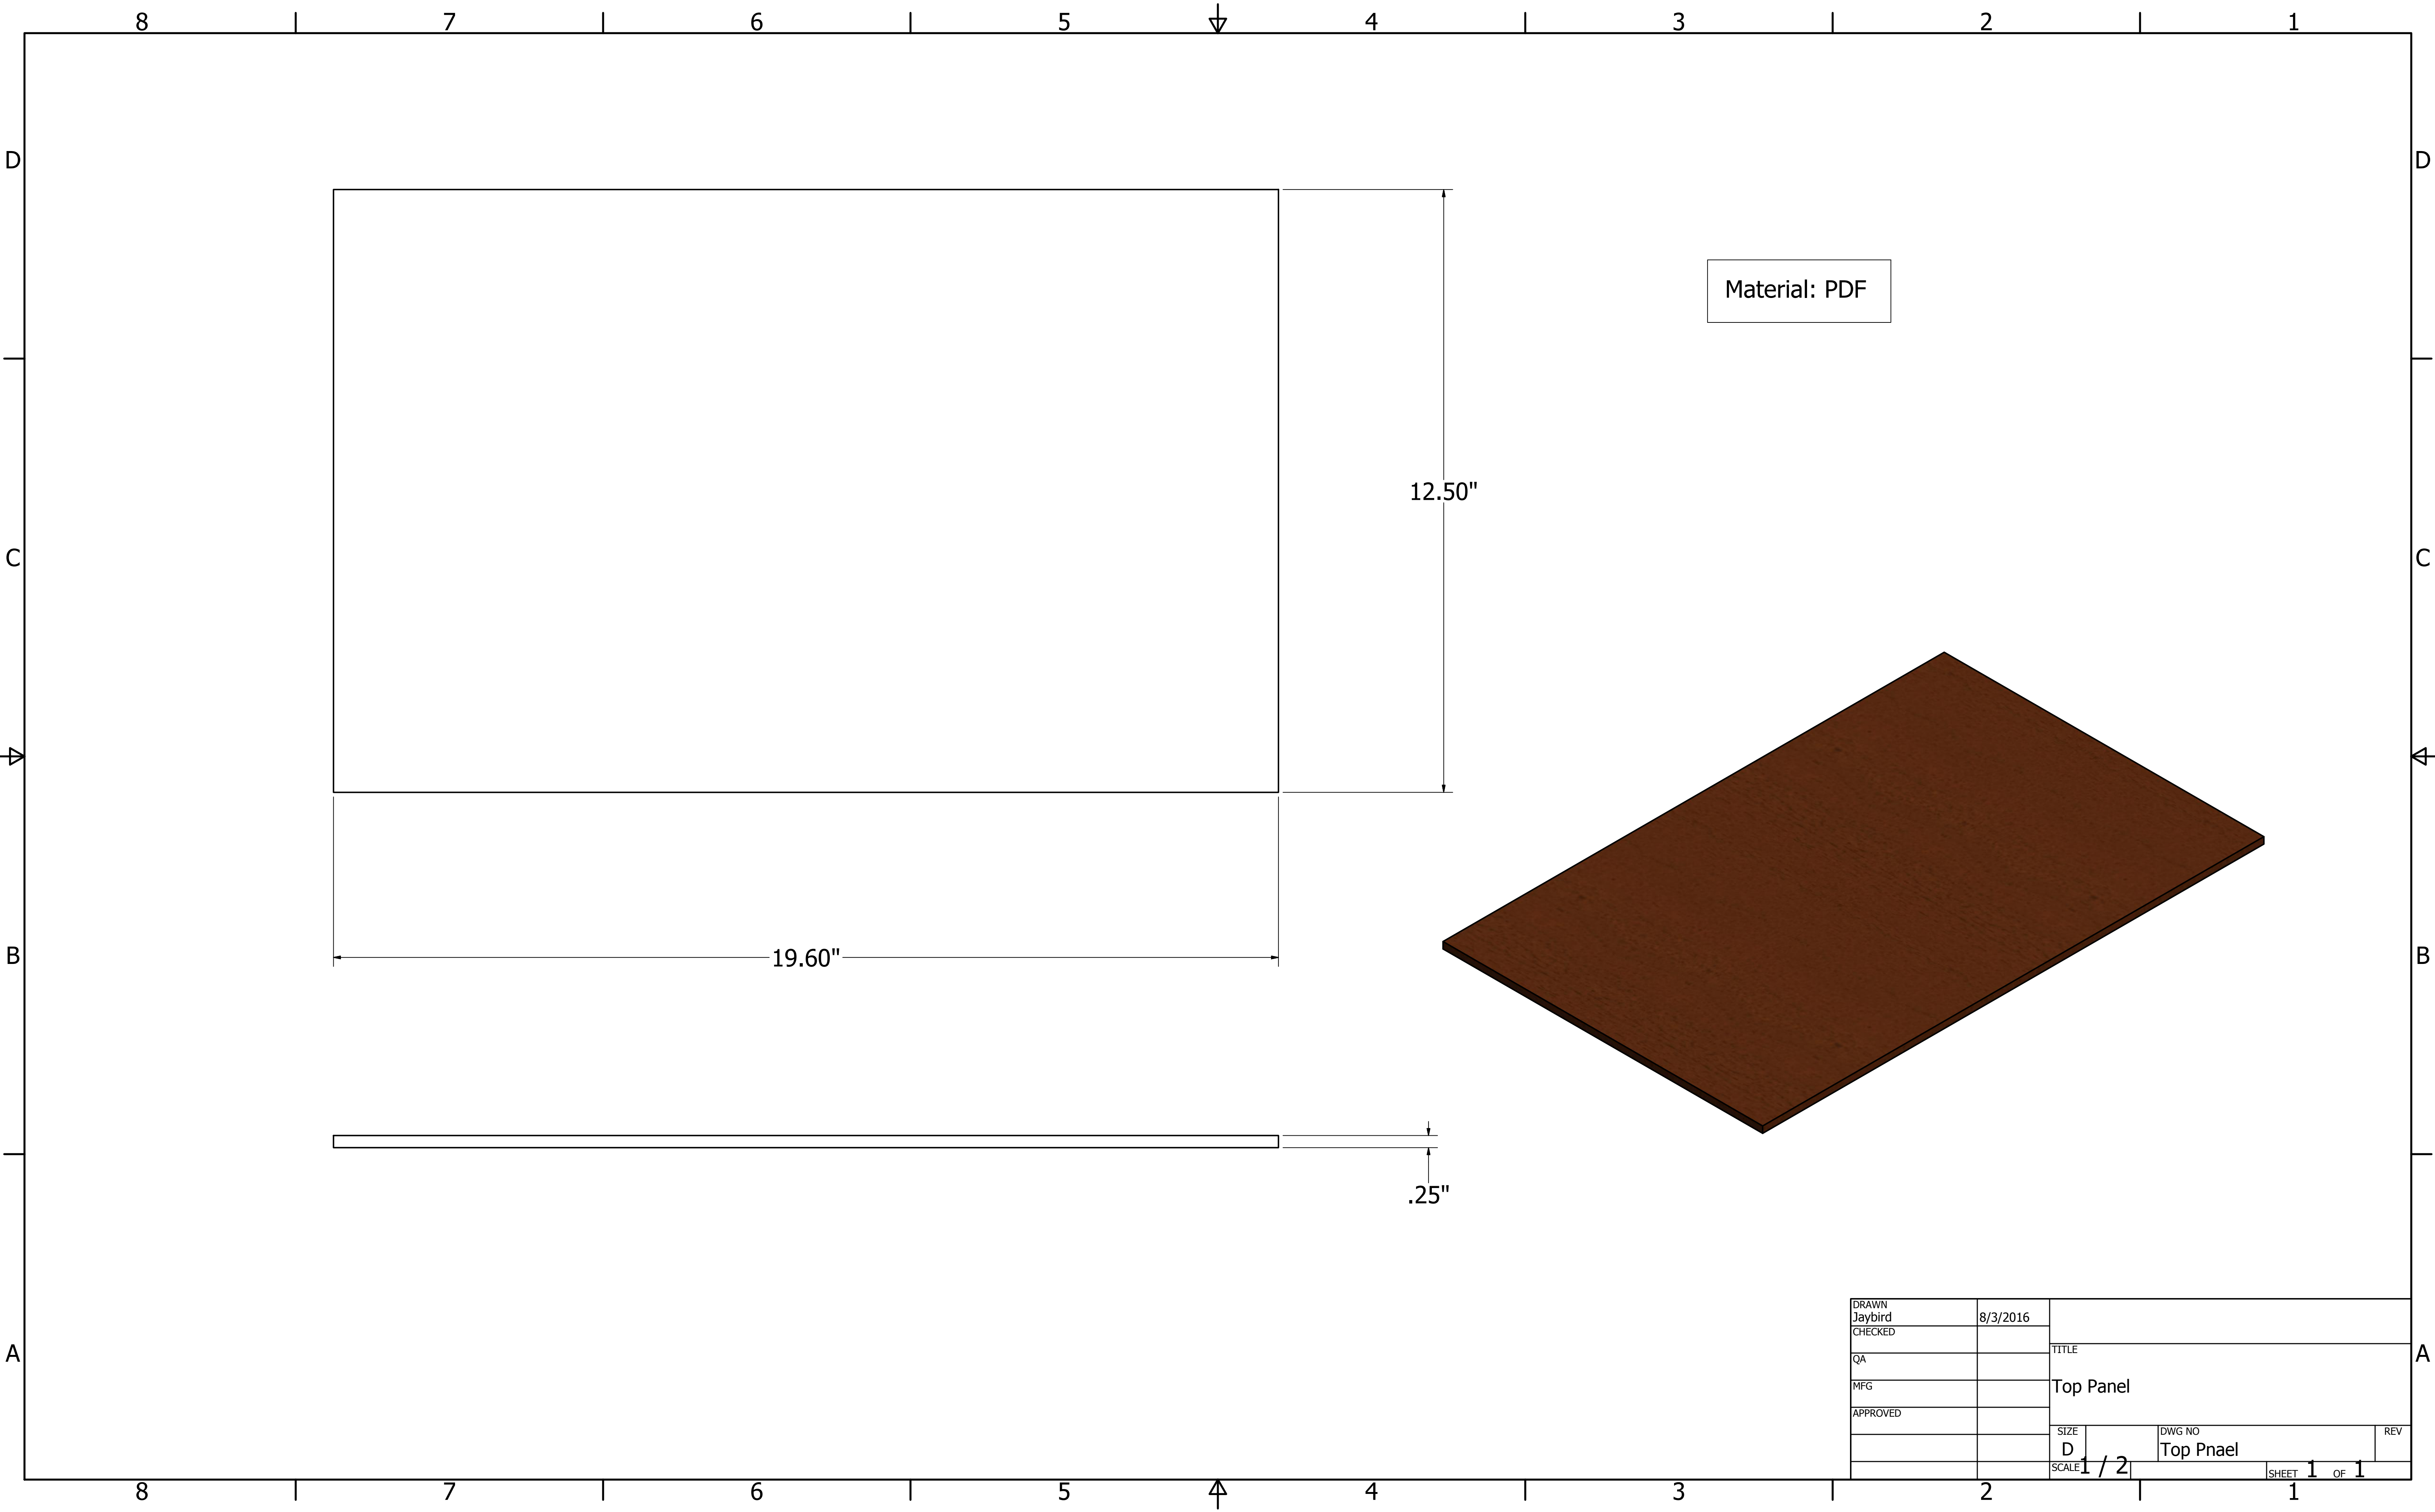 8 7 6 5 4 3 2 1
D D
Material: PDF
12.50"
C C
B B
19.60"
.25"
DRAWN
Jaybird 8/3/2016
CHECKED
TITLE
A A
QA
MFG
Top Panel
APPROVED
SIZE DWG NO REV
D Top Pnael
SCALE 1 / 2 SHEET 1 OF 1
8 7 6 5 4 3 2 1